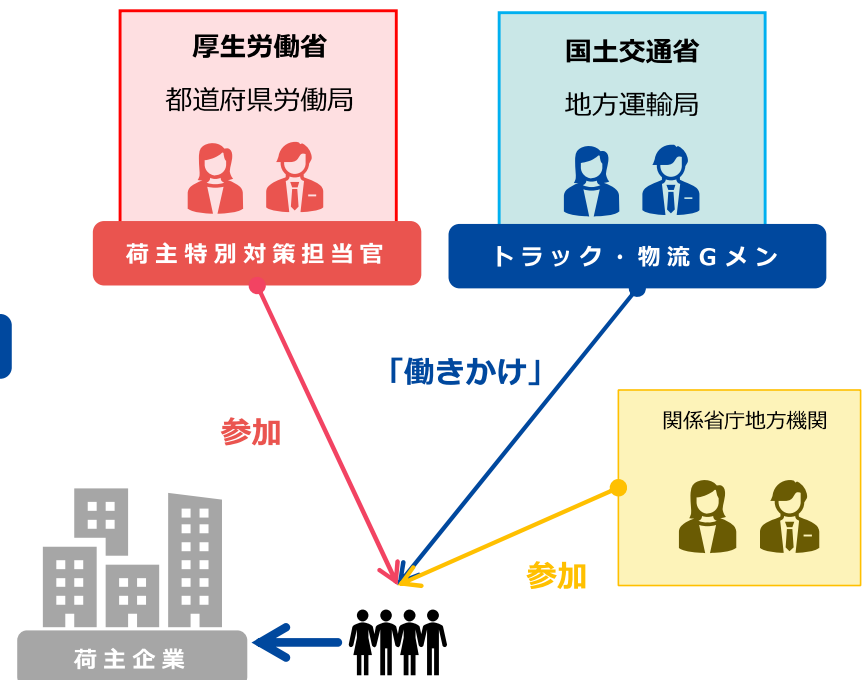 厚生労働省
都道府県労働局
荷主特別対策担当官
国土交通省
地方運輸局
トラック・物流Gメン
「働きかけ」
参加
関係省庁地方機関
参加
荷主企業